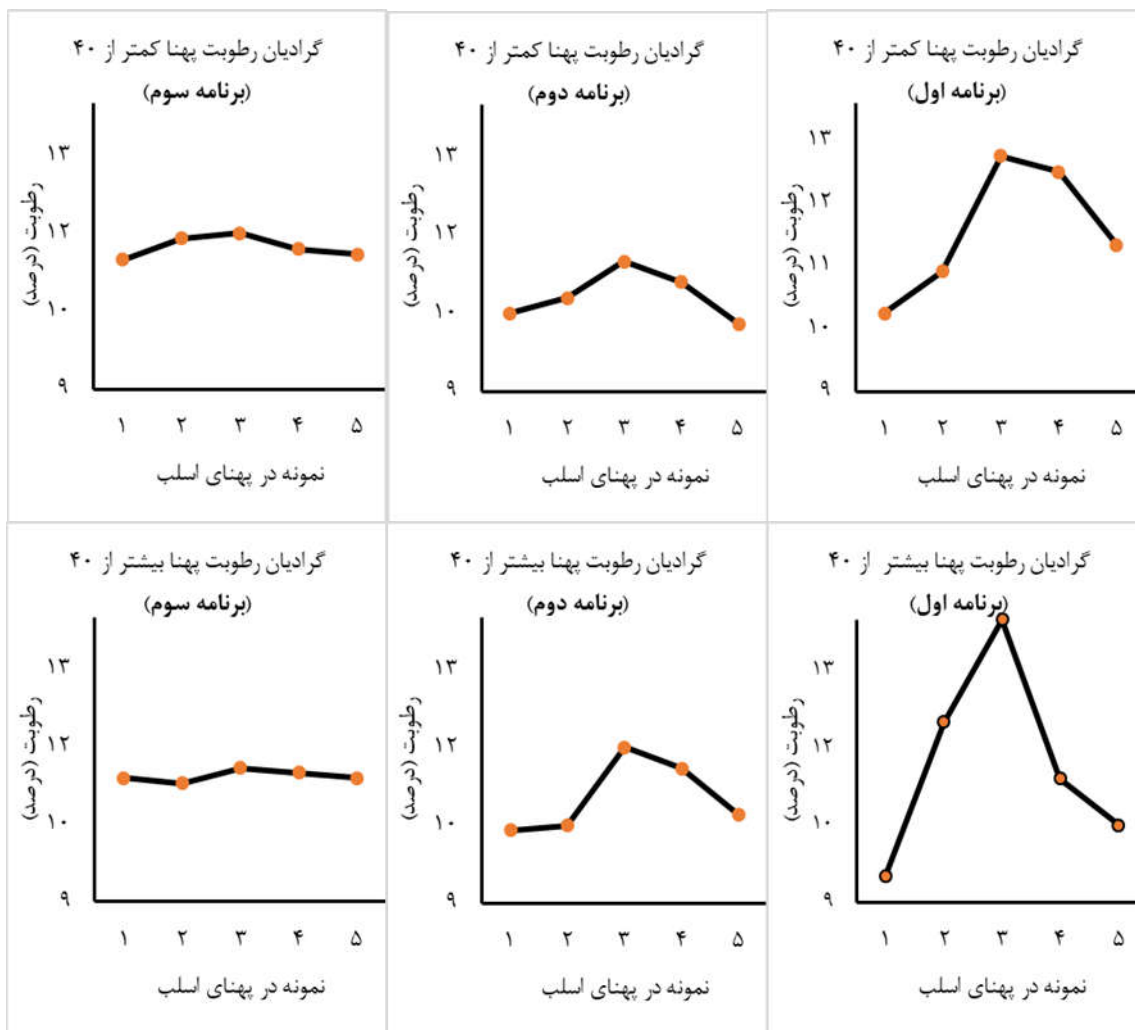 گرادیان رطوبت پهنا کمتر از ۴۰
(برنامه اول)
رطوبت (درصد)
۱۳
۱۲
۱۱
۱۰
۹
۱ ۲ ۳ ۴ ۵
نمونه در پهنای اسلب
گرادیان رطوبت پهنا کمتر از ۴۰
(برنامه دوم)
رطوبت (درصد)
۱۳
۱۲
۱۰
۹
۱ ۲ ۳ ۴ ۵
نمونه در پهنای اسلب
گرادیان رطوبت پهنا کمتر از ۴۰
(برنامه سوم)
رطوبت (درصد)
۱۳
۱۲
۱۰
۹
۱ ۲ ۳ ۴ ۵
نمونه در پهنای اسلب
گرادیان رطوبت پهنا بیشتر از ۴۰
(برنامه اول)
رطوبت (درصد)
۱۳
۱۲
۱۰
۹
۱ ۲ ۳ ۴ ۵
نمونه در پهنای اسلب
گرادیان رطوبت پهنا بیشتر از ۴۰
(برنامه دوم)
رطوبت (درصد)
۱۳
۱۲
۱۰
۹
۱ ۲ ۳ ۴ ۵
نمونه در پهنای اسلب
گرادیان رطوبت پهنا بیشتر از ۴۰
(برنامه سوم)
رطوبت (درصد)
۱۳
۱۲
۱۰
۹
۱ ۲ ۳ ۴ ۵
نمونه در پهنای اسلب